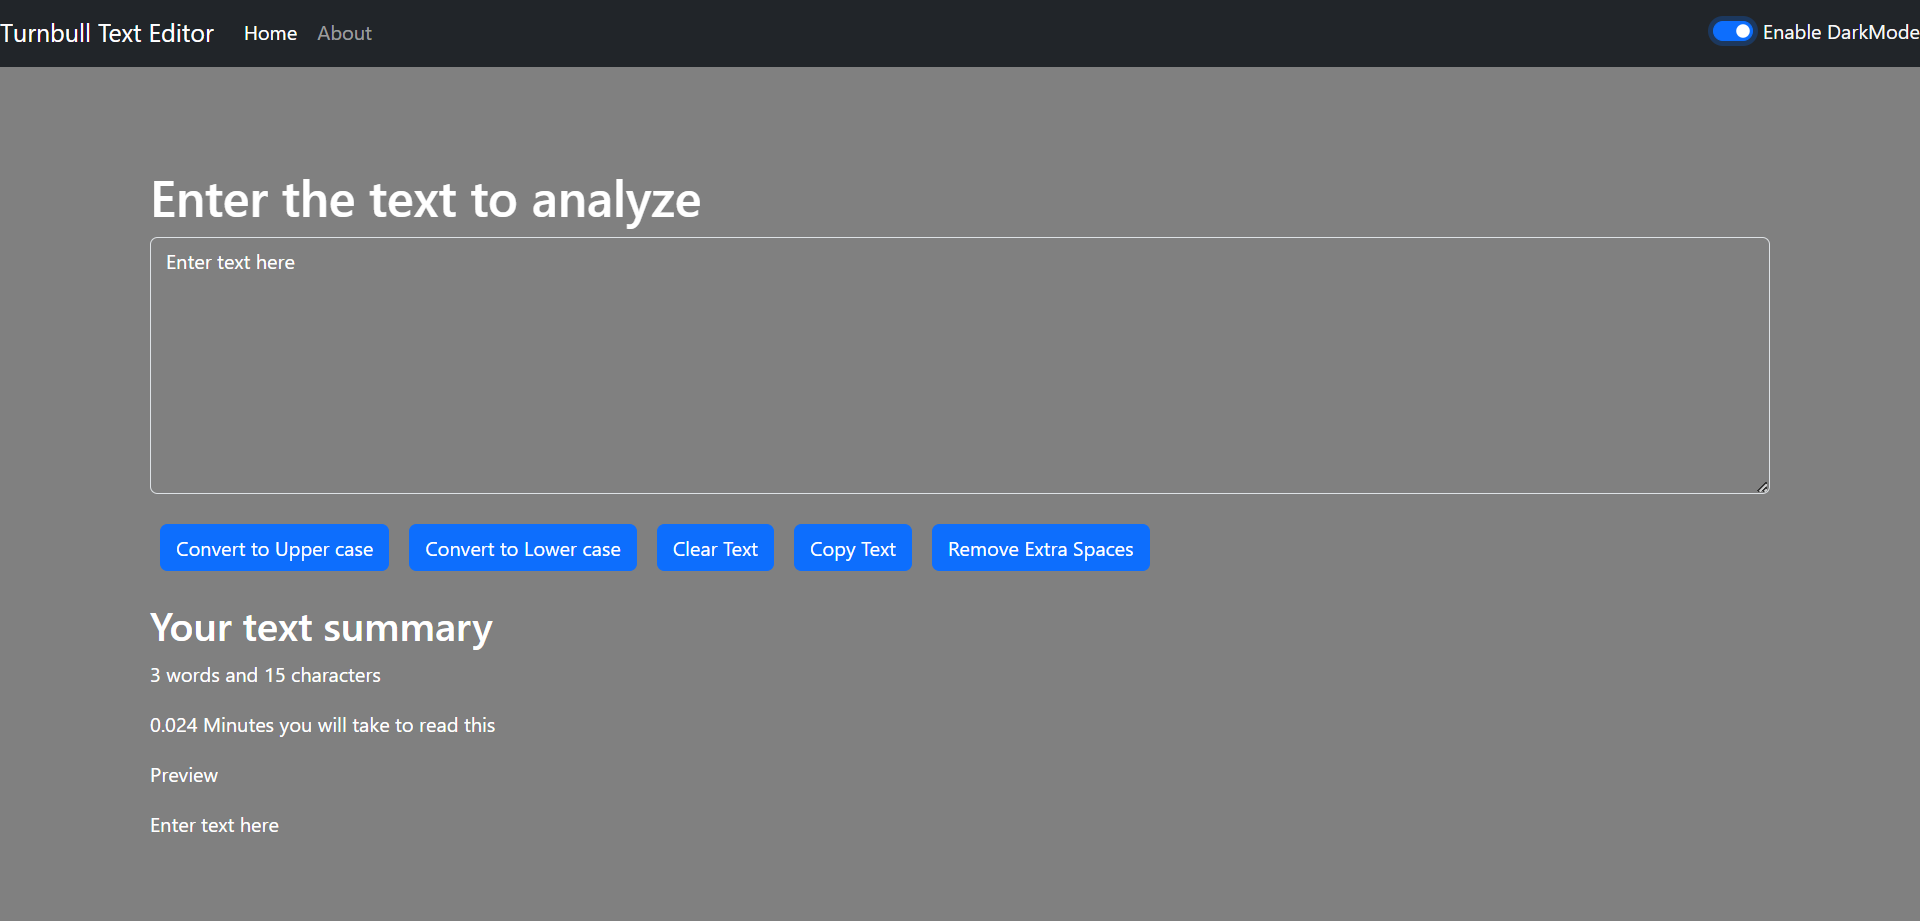 Turnbull Text Editor Home About Enable DarkMode
Enter the text to analyze
Enter text here
Convert to Upper case Convert to Lower case Clear Text Copy Text Remove Extra Spaces
Your text summary
3 words and 15 characters
0.024 Minutes you will take to read this
Preview
Enter text here